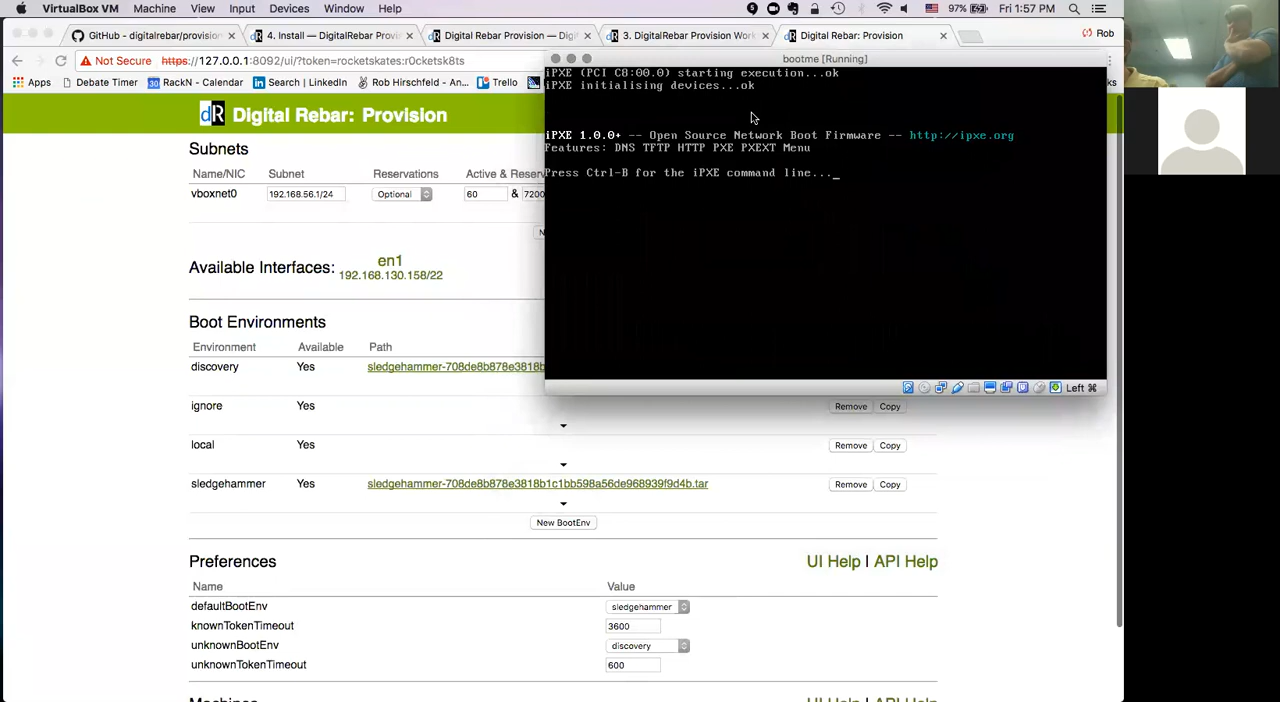 VirtualBox VM Machine View Input Devices Window Help 97% Fri 1:57 PM
GitHub - digitalrebar/provision 4. Install — DigitalRebar Pro Digital Rebar Provision — Dig 3. DigitalRebar Provision Wor Digital Rebar: Provision Rob
Not Secure https://127.0.0.1:8092/ui/?token=rocketskates:r0cketsk8ts
Apps Debate Timer RackN - Calendar Search | LinkedIn Rob Hirschfeld - An... Trello
bootme [Running]
iPXE (PCI C8:00.0) starting execution...ok
iPXE initialising devices...ok
iPXE 1.0.0+ -- Open Source Network Boot Firmware -- http://ipxe.org
Features: DNS TFTP HTTP PXE PXEXT Menu
Press Ctrl-B for the iPXE command line..._
Left ⌘
dR Digital Rebar: Provision
Subnets
Name/NIC Subnet Reservations Active & Reserv
vboxnet0 192.168.56.1/24 Optional 60 & 7200
Available Interfaces: en1
192.168.130.158/22
Boot Environments
Environment Available Path
discovery Yes sledgehammer-708de8b878e3818b
ignore Yes Remove Copy
local Yes Remove Copy
sledgehammer Yes sledgehammer-708de8b878e3818b1c1bb598a56de968939f9d4b.tar Remove Copy
New BootEnv
Preferences UI Help | API Help
Name Value
defaultBootEnv sledgehammer
knownTokenTimeout 3600
unknownBootEnv discovery
unknownTokenTimeout 600